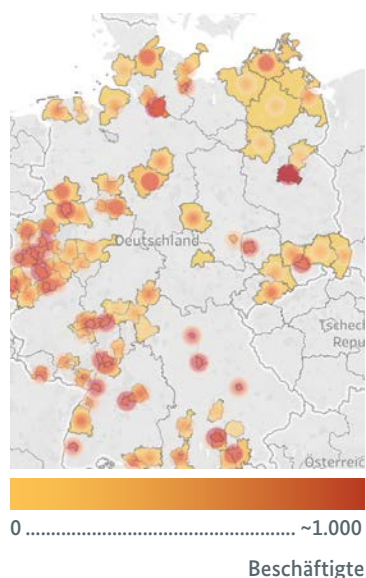 Deutschland
Tschech
Repu
Österreic
0 ..................................................... ~1.000
Beschäftigte